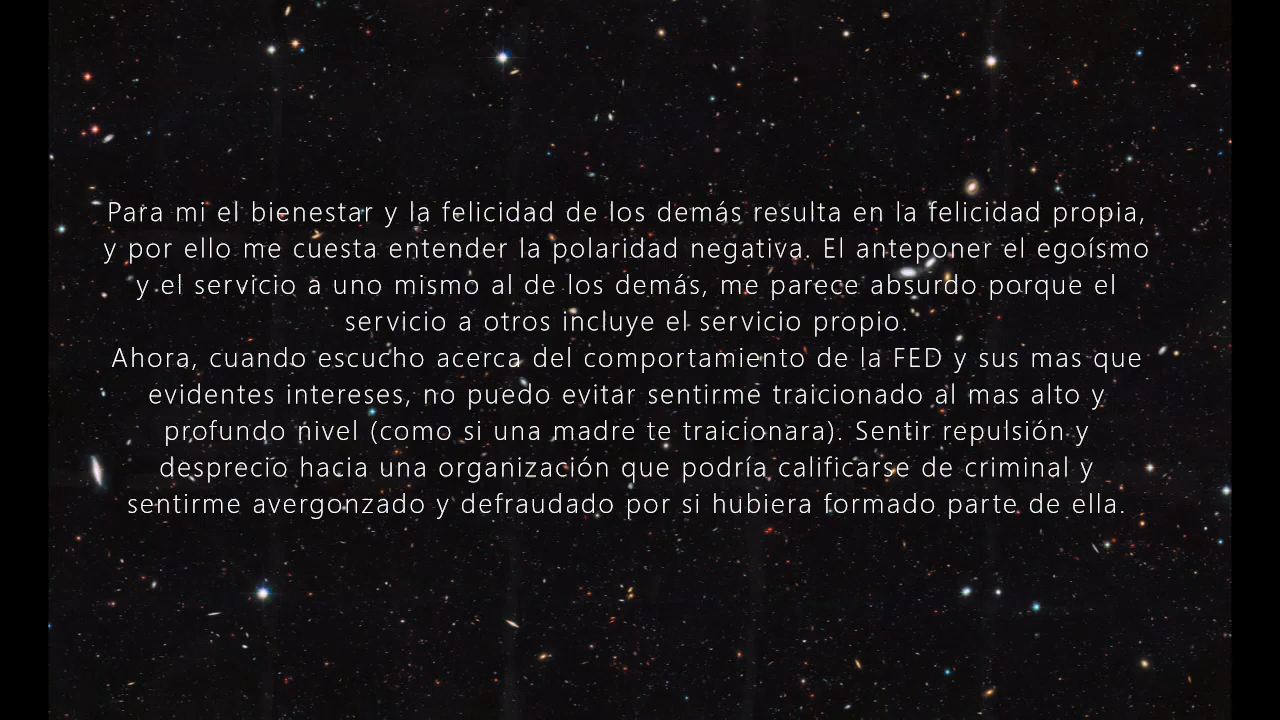 Para mi el bienestar y la felicidad de los demás resulta en la felicidad propia,
y por ello me cuesta entender la polaridad negativa. El anteponer el egoísmo
y el servicio a uno mismo al de los demás, me parece absurdo porque el
servicio a otros incluye el servicio propio.
Ahora, cuando escucho acerca del comportamiento de la FED y sus mas que
evidentes intereses, no puedo evitar sentirme traicionado al mas alto y
profundo nivel (como si una madre te traicionara). Sentir repulsión y
desprecio hacia una organización que podría calificarse de criminal y
sentirme avergonzado y defraudado por si hubiera formado parte de ella.